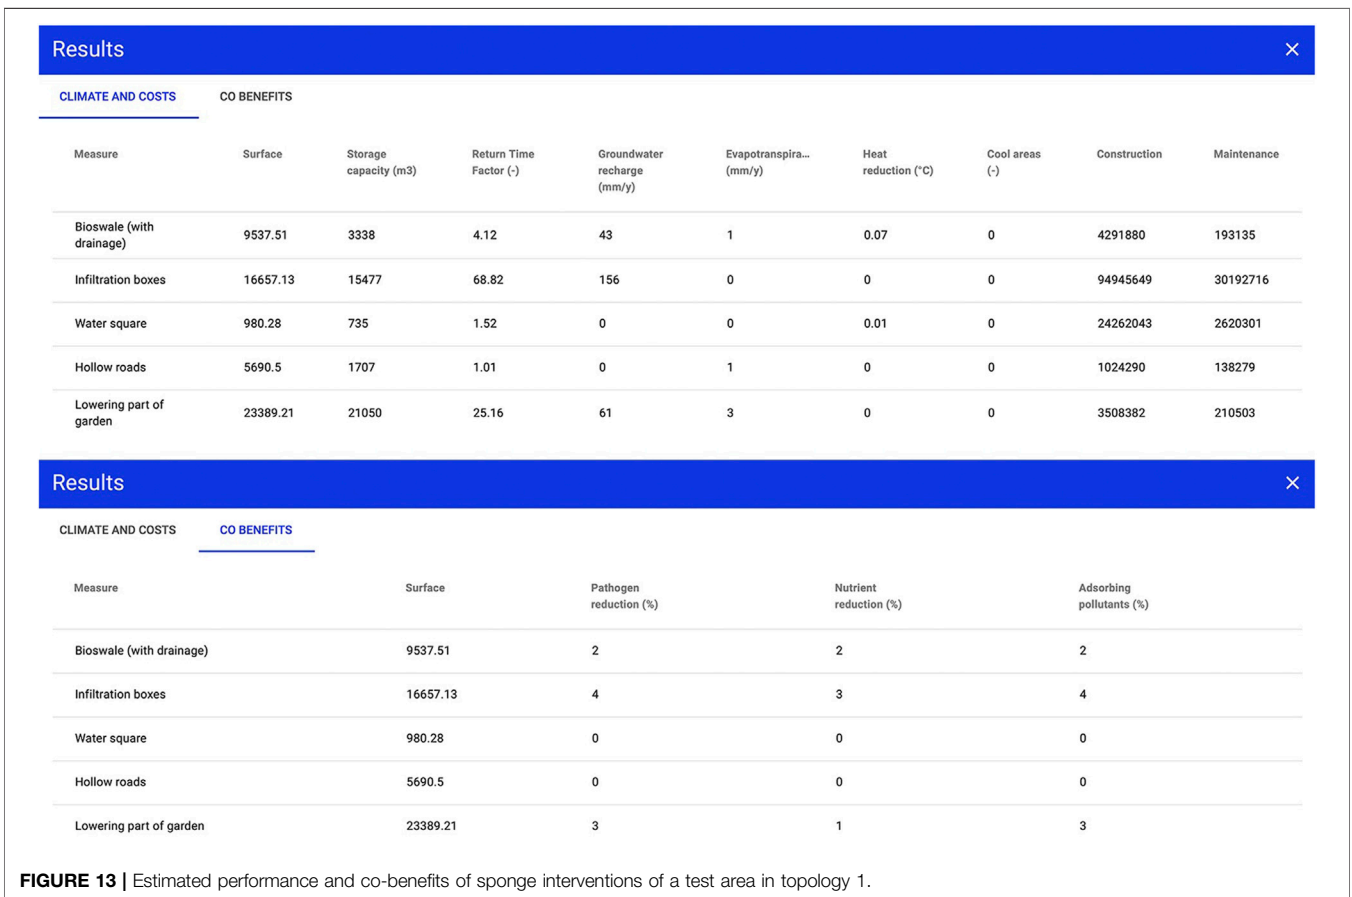 Results ×
CLIMATE AND COSTS CO BENEFITS
Measure Surface Storage capacity (m3) Return Time Factor (-) Groundwater recharge (mm/y) Evapotranspira... (mm/y) Heat reduction (°C) Cool areas (-) Construction Maintenance
Bioswale (with drainage) 9537.51 3338 4.12 43 1 0.07 0 4291880 193135
Infiltration boxes 16657.13 15477 68.82 156 0 0 0 94945649 30192716
Water square 980.28 735 1.52 0 0 0.01 0 24262043 2620301
Hollow roads 5690.5 1707 1.01 0 1 0 0 1024290 138279
Lowering part of garden 23389.21 21050 25.16 61 3 0 0 3508382 210503
Results ×
CLIMATE AND COSTS CO BENEFITS
Measure Surface Pathogen reduction (%) Nutrient reduction (%) Adsorbing pollutants (%)
Bioswale (with drainage) 9537.51 2 2 2
Infiltration boxes 16657.13 4 3 4
Water square 980.28 0 0 0
Hollow roads 5690.5 0 0 0
Lowering part of garden 23389.21 3 1 3
FIGURE 13 | Estimated performance and co-benefits of sponge interventions of a test area in topology 1.